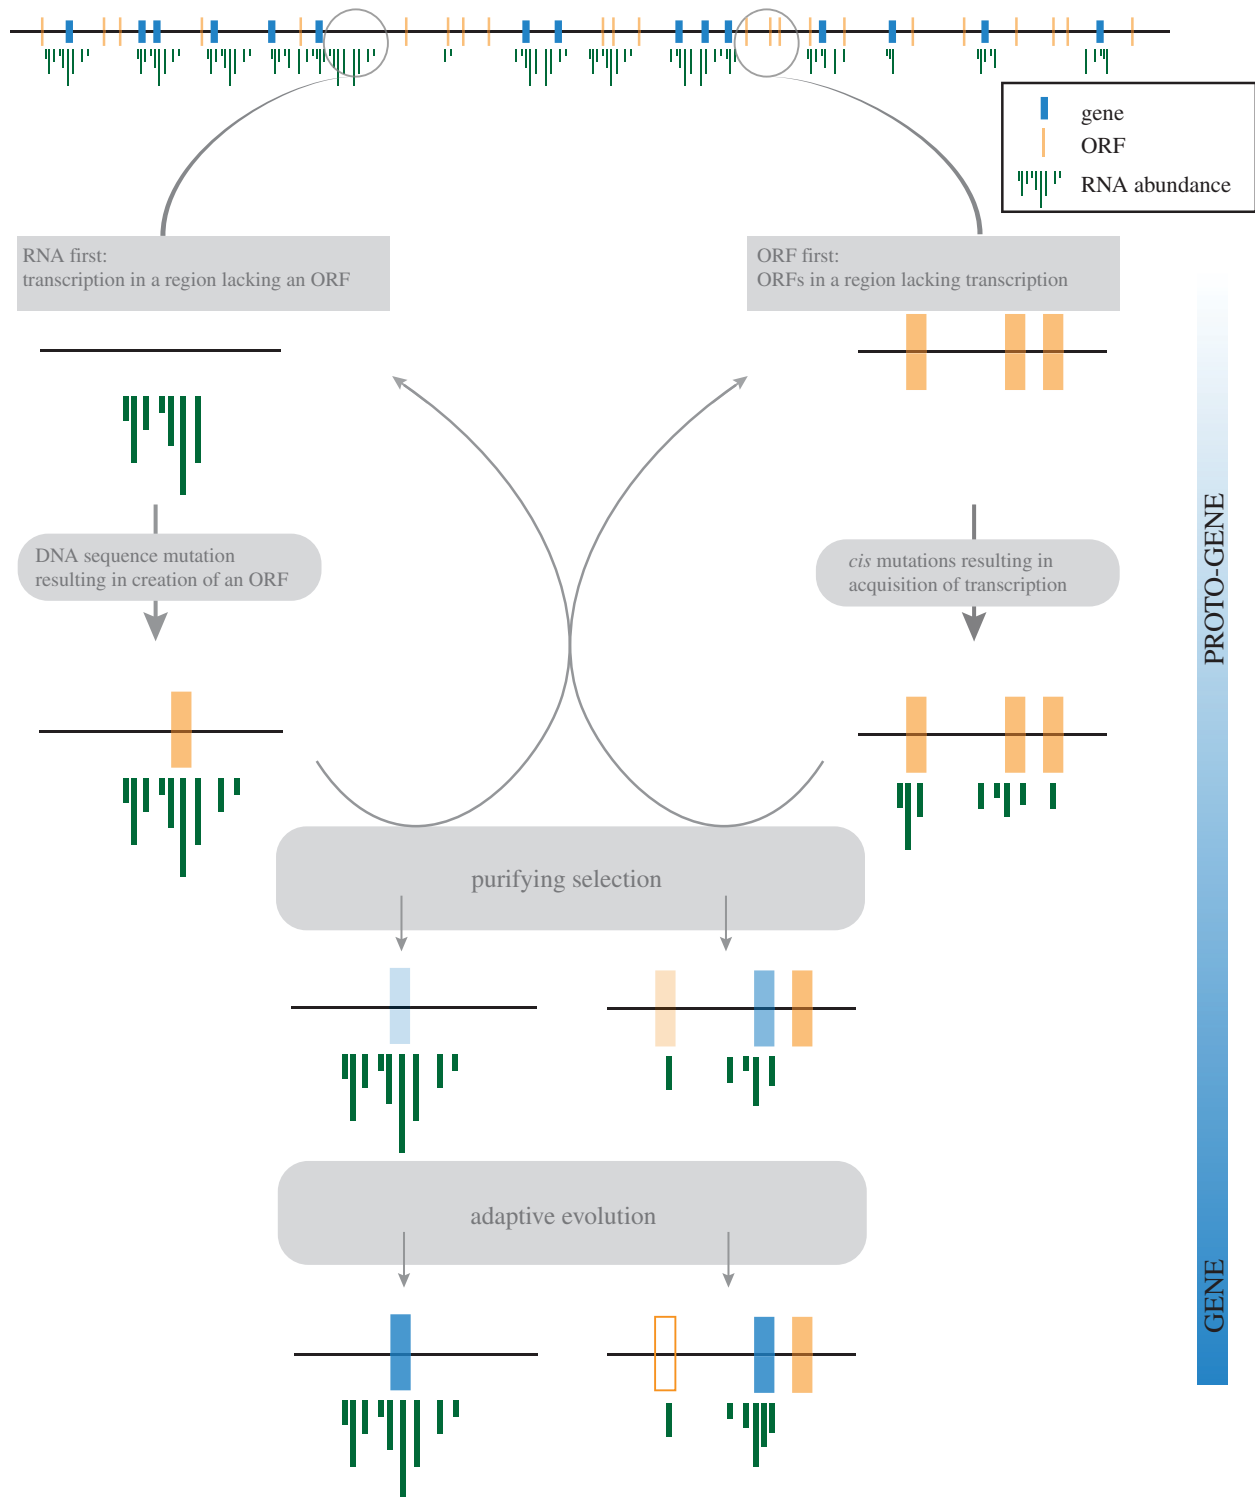 gene
ORF
RNA abundance
RNA first:
transcription in a region lacking an ORF
ORF first:
ORFs in a region lacking transcription
DNA sequence mutation
resulting in creation of an ORF
cis mutations resulting in
acquisition of transcription
PROTO-GENE
purifying selection
adaptive evolution
GENE